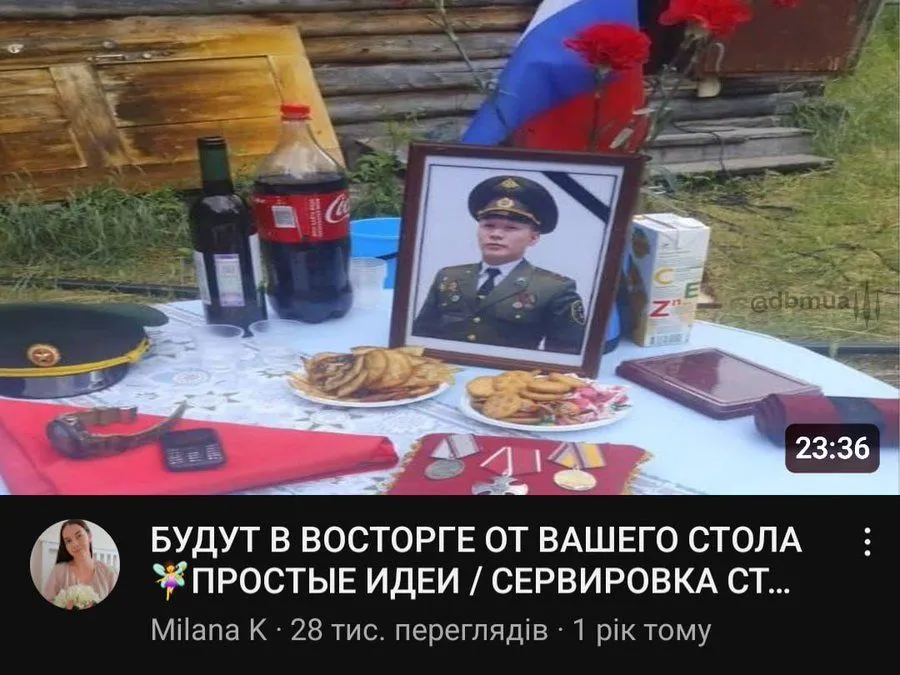 Coca
C
E
Zn
@dbmua
23:36
БУДУТ В ВОСТОРГЕ ОТ ВАШЕГО СТОЛА
🧚‍♀️ПРОСТЫЕ ИДЕИ / СЕРВИРОВКА СТ...
Milana K · 28 тис. переглядів · 1 рік тому